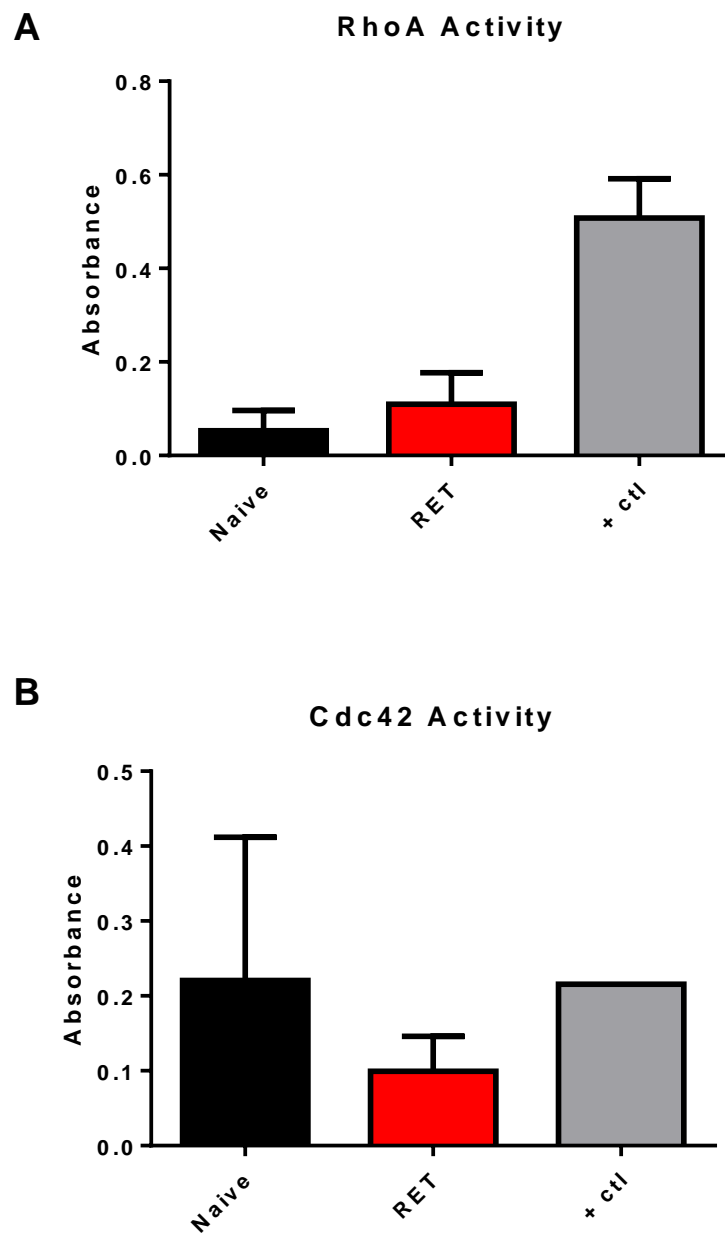 A
RhoA Activity
0.8
0.6
0.4
0.2
0.0
Absorbance
Naive
RET
+ ctl
B
Cdc42 Activity
0.5
0.4
0.3
0.2
0.1
0.0
Absorbance
Naive
RET
+ ctl